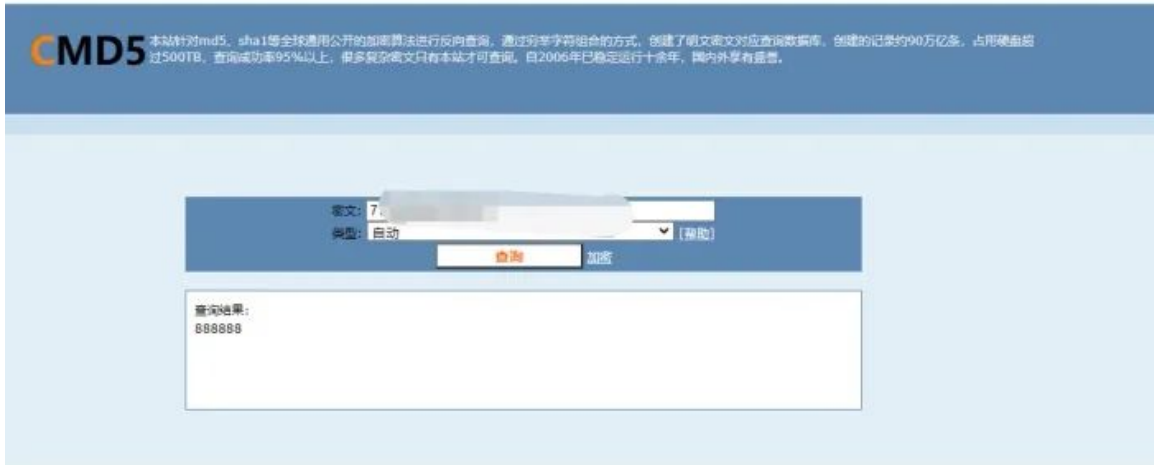 CMD5
本站针对md5、sha1等全球通用公开的加密算法进行反向查询，通过穷举字符组合的方式，创建了明文密文对应查询数据库，创建的记录约90万亿条，占用硬盘超
过500TB，查询成功率95%以上，很多复杂密文只有本站才可查询。自2006年已稳定运行十余年，国内外享有盛誉。
密文: 7
类型: 自动 [帮助]
查询 加密
查询结果:
888888